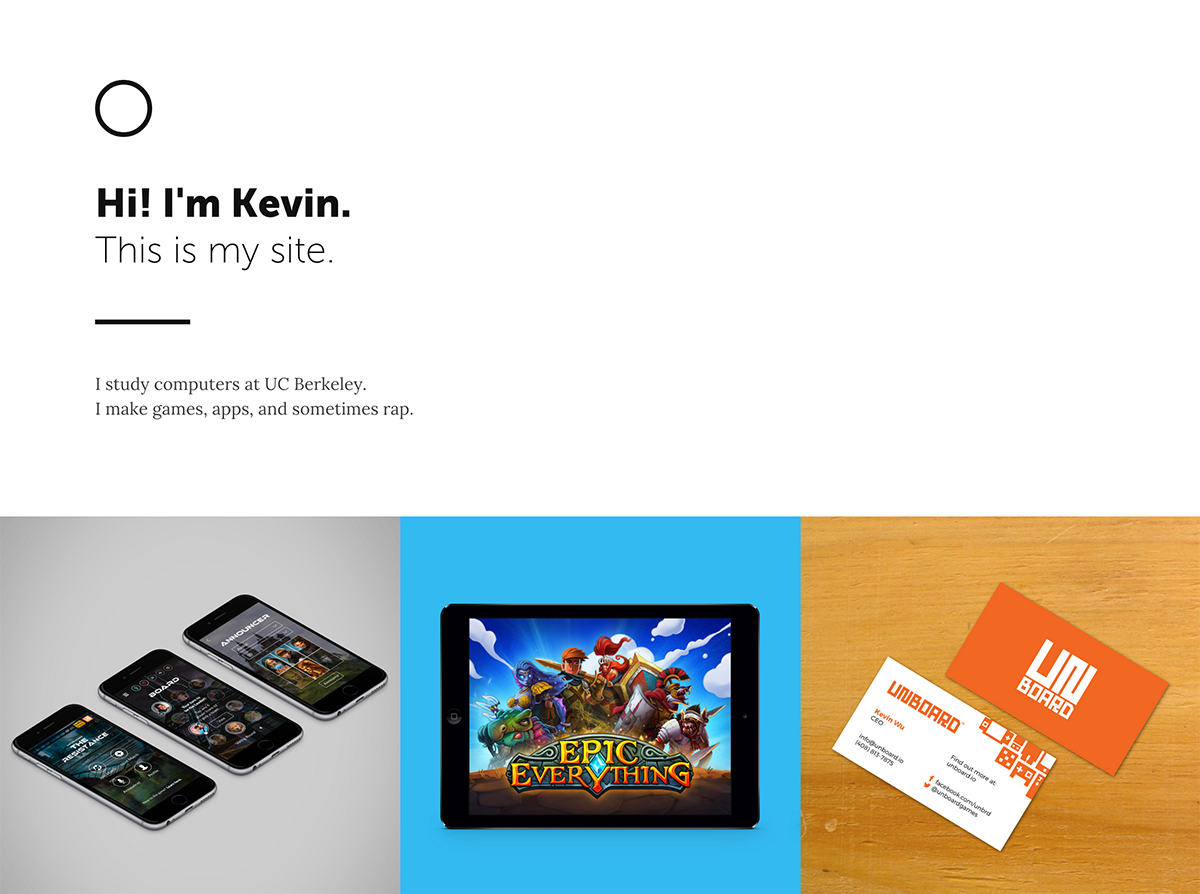 Hi! I'm Kevin.
This is my site.
I study computers at UC Berkeley.
I make games, apps, and sometimes rap.
ANNOUNCER
BOARD
THE
RESISTANCE
EPIC
EVERYTHING
UN
BOARD
UNBOARD™
Kevin Wu
CEO
info@unboard.io
(408) 813-7875
Find out more at:
unboard.io
facebook.com/unbrd
@unboardgames